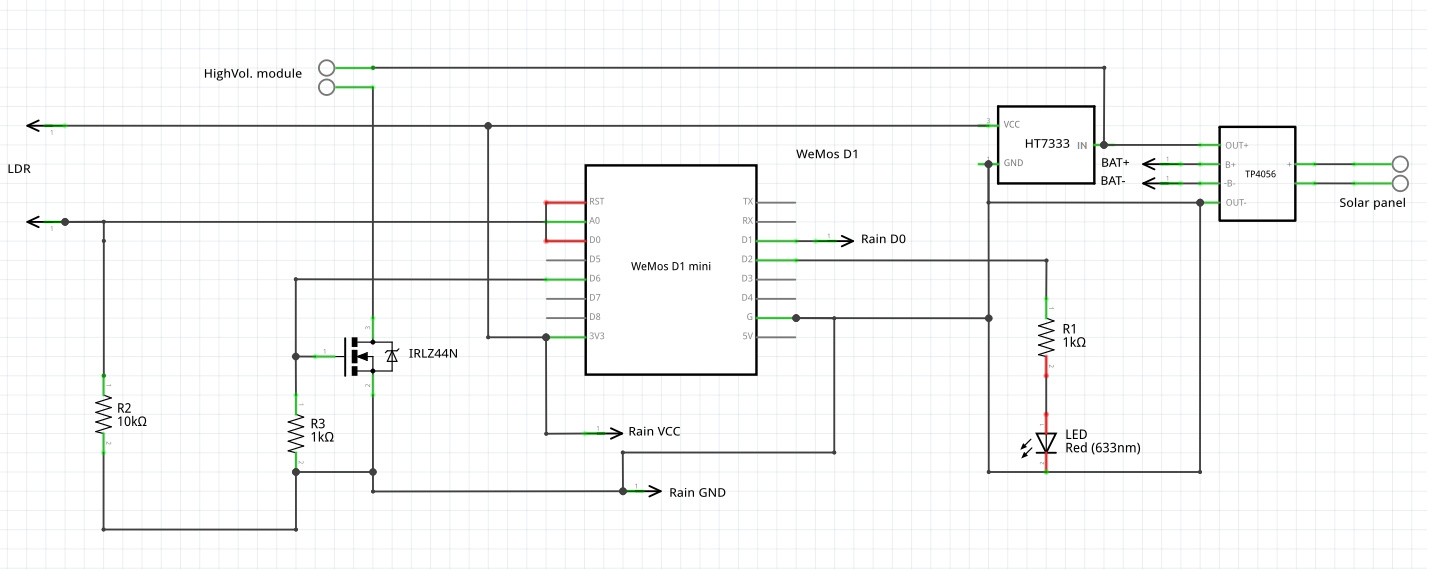 HighVol. module
LDR
WeMos D1
VCC
GND
HT7333
IN
BAT+
BAT-
OUT+
B+
-B-
OUT-
+
TP4056
Solar panel
RST
A0
D0
D5
D6
D7
D8
3V3
WeMos D1 mini
TX
RX
D1
D2
D3
D4
G
5V
Rain D0
IRLZ44N
R1
1kΩ
R2
10kΩ
R3
1kΩ
Rain VCC
Rain GND
LED
Red (633nm)